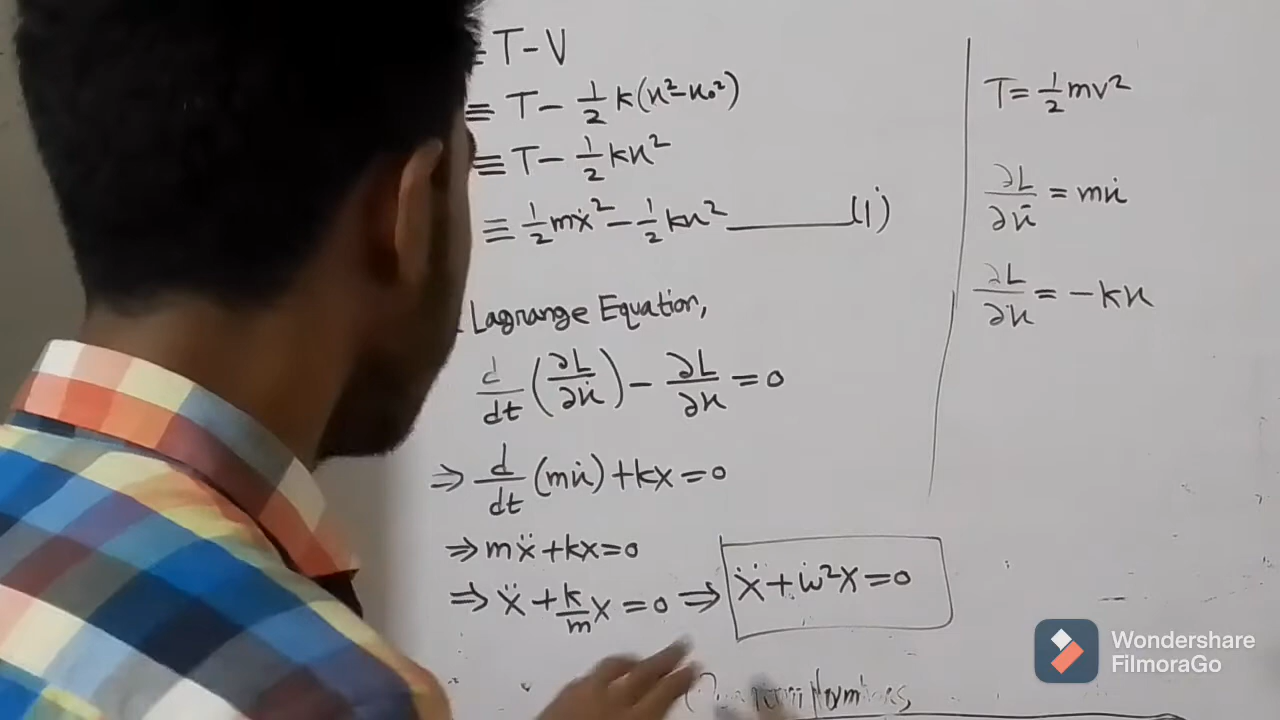 = T - V
≡ T - 1/2 k(x² - x₀²)
≡ T - 1/2 kx²
≡ 1/2 mẋ² - 1/2 kx² ——— (1)
Lagrange Equation,
d/dt (∂L/∂ẋ) - ∂L/∂x = 0
⇒ d/dt (mẋ) + kx = 0
⇒ mẍ + kx = 0
⇒ ẍ + k/m x = 0 ⇒ ẍ + ω²x = 0
T = 1/2 mv²
∂L/∂ẋ = mẋ
∂L/∂x = -kx
Wondershare
FilmoraGo